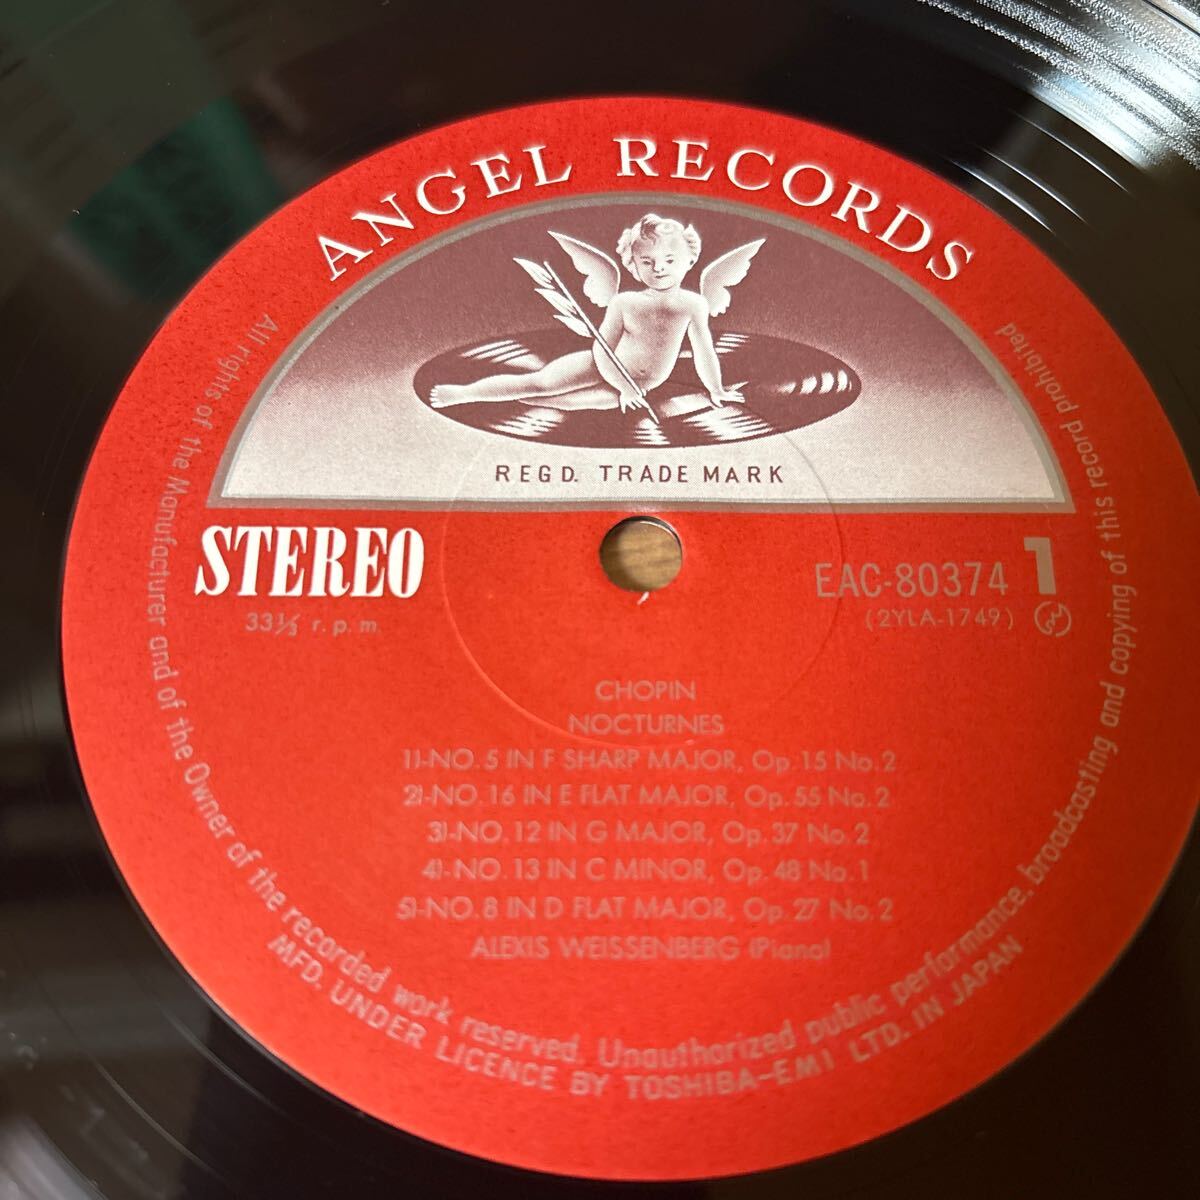 ANGEL RECORDS
REGD. TRADE MARK
STEREO
33⅓ r.p.m.
EAC-80374 1
(2YLA-1749)
CHOPIN
NOCTURNES
1)-NO. 5 IN F SHARP MAJOR, Op. 15 No. 2
2)-NO. 16 IN E FLAT MAJOR, Op. 55 No. 2
3)-NO. 12 IN G MAJOR, Op. 37 No. 2
4)-NO. 13 IN C MINOR, Op. 48 No. 1
5)-NO. 8 IN D FLAT MAJOR, Op. 27 No. 2
ALEXIS WEISSENBERG (Piano)
All rights of the Manufacturer and of the Owner of the recorded work reserved. Unauthorized public performance, broadcasting and copying of this record prohibited
MFD. UNDER LICENCE BY TOSHIBA-EMI LTD. IN JAPAN